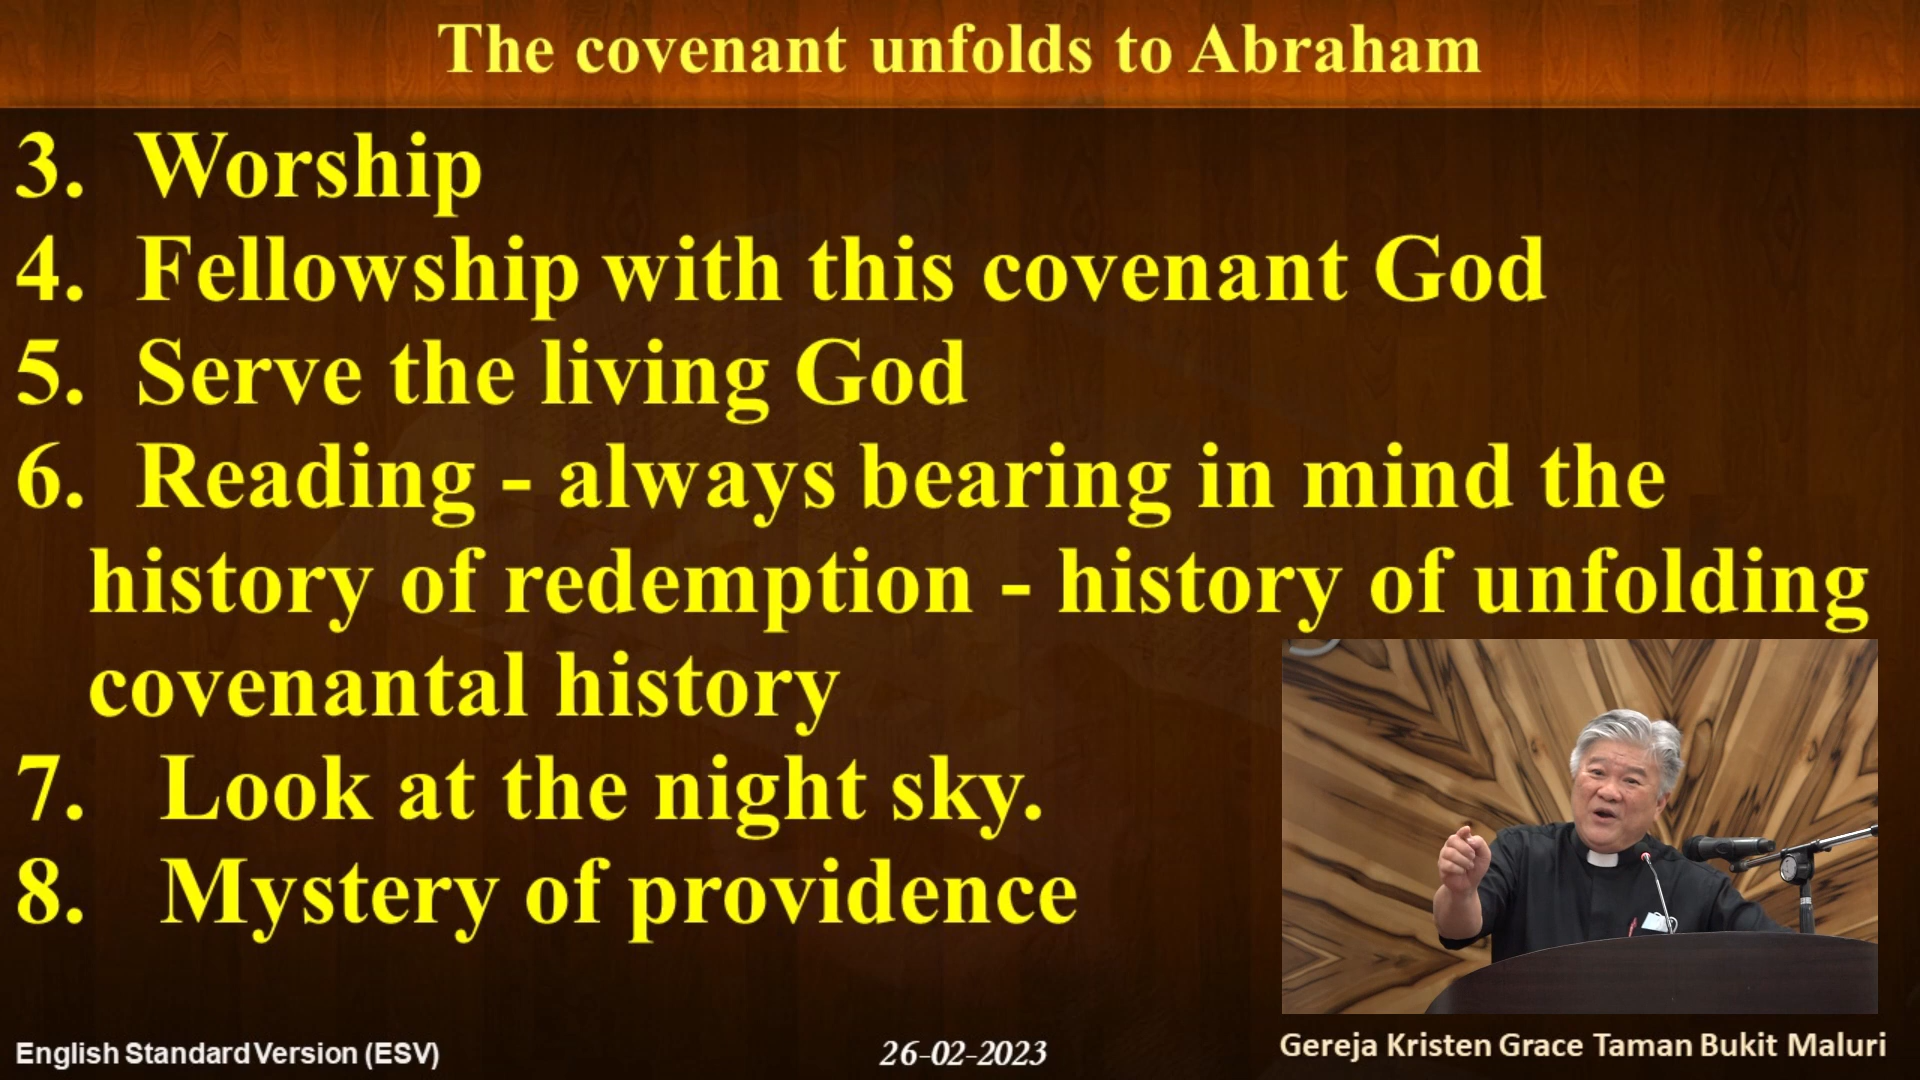 The covenant unfolds to Abraham
3. Worship
4. Fellowship with this covenant God
5. Serve the living God
6. Reading - always bearing in mind the
history of redemption - history of unfolding
covenantal history
7. Look at the night sky.
8. Mystery of providence
English Standard Version (ESV)
26-02-2023
Gereja Kristen Grace Taman Bukit Maluri